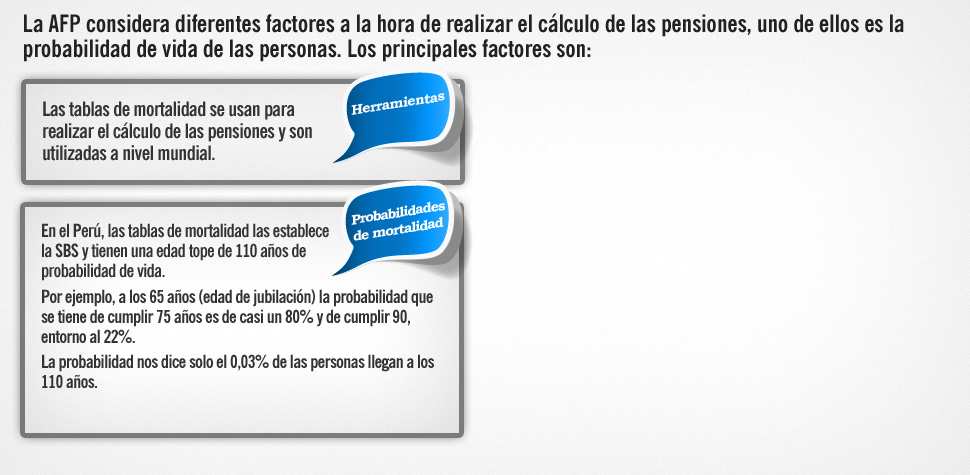 La AFP considera diferentes factores a la hora de realizar el cálculo de las pensiones, uno de ellos es la
probabilidad de vida de las personas. Los principales factores son:
Herramientas
Las tablas de mortalidad se usan para
realizar el cálculo de las pensiones y son
utilizadas a nivel mundial.
Probabilidades
de mortalidad
En el Perú, las tablas de mortalidad las establece
la SBS y tienen una edad tope de 110 años de
probabilidad de vida.
Por ejemplo, a los 65 años (edad de jubilación) la probabilidad que
se tiene de cumplir 75 años es de casi un 80% y de cumplir 90,
entorno al 22%.
La probabilidad nos dice solo el 0,03% de las personas llegan a los
110 años.